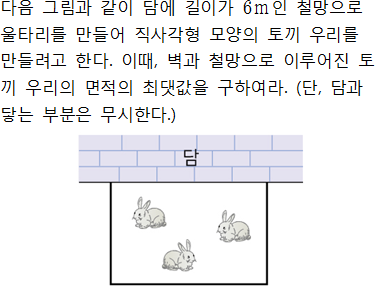 다음 그림과 같이 담에 길이가 6m인 철망으로
울타리를 만들어 직사각형 모양의 토끼 우리를
만들려고 한다. 이때, 벽과 철망으로 이루어진 토
끼 우리의 면적의 최댓값을 구하여라. (단, 담과
닿는 부분은 무시한다.)
담